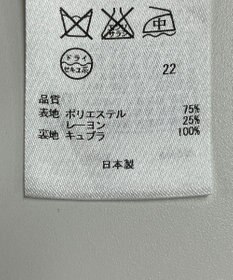 中
ドライ
セキユ系
22
品質
表地 ポリエステル 75%
レーヨン 25%
裏地 キュプラ 100%
日本製